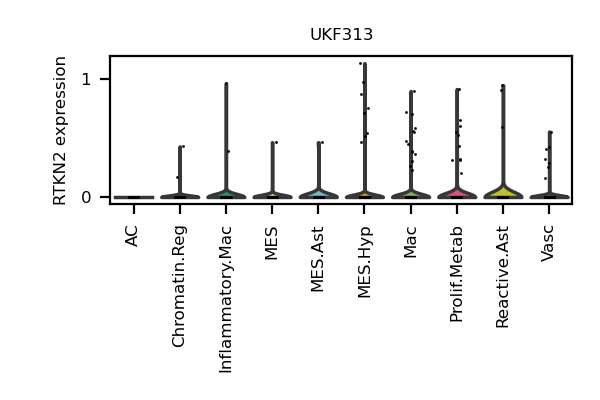 UKF313
RTKN2 expression
1
0
AC
Chromatin.Reg
Inflammatory.Mac
MES
MES.Ast
MES.Hyp
Mac
Prolif.Metab
Reactive.Ast
Vasc